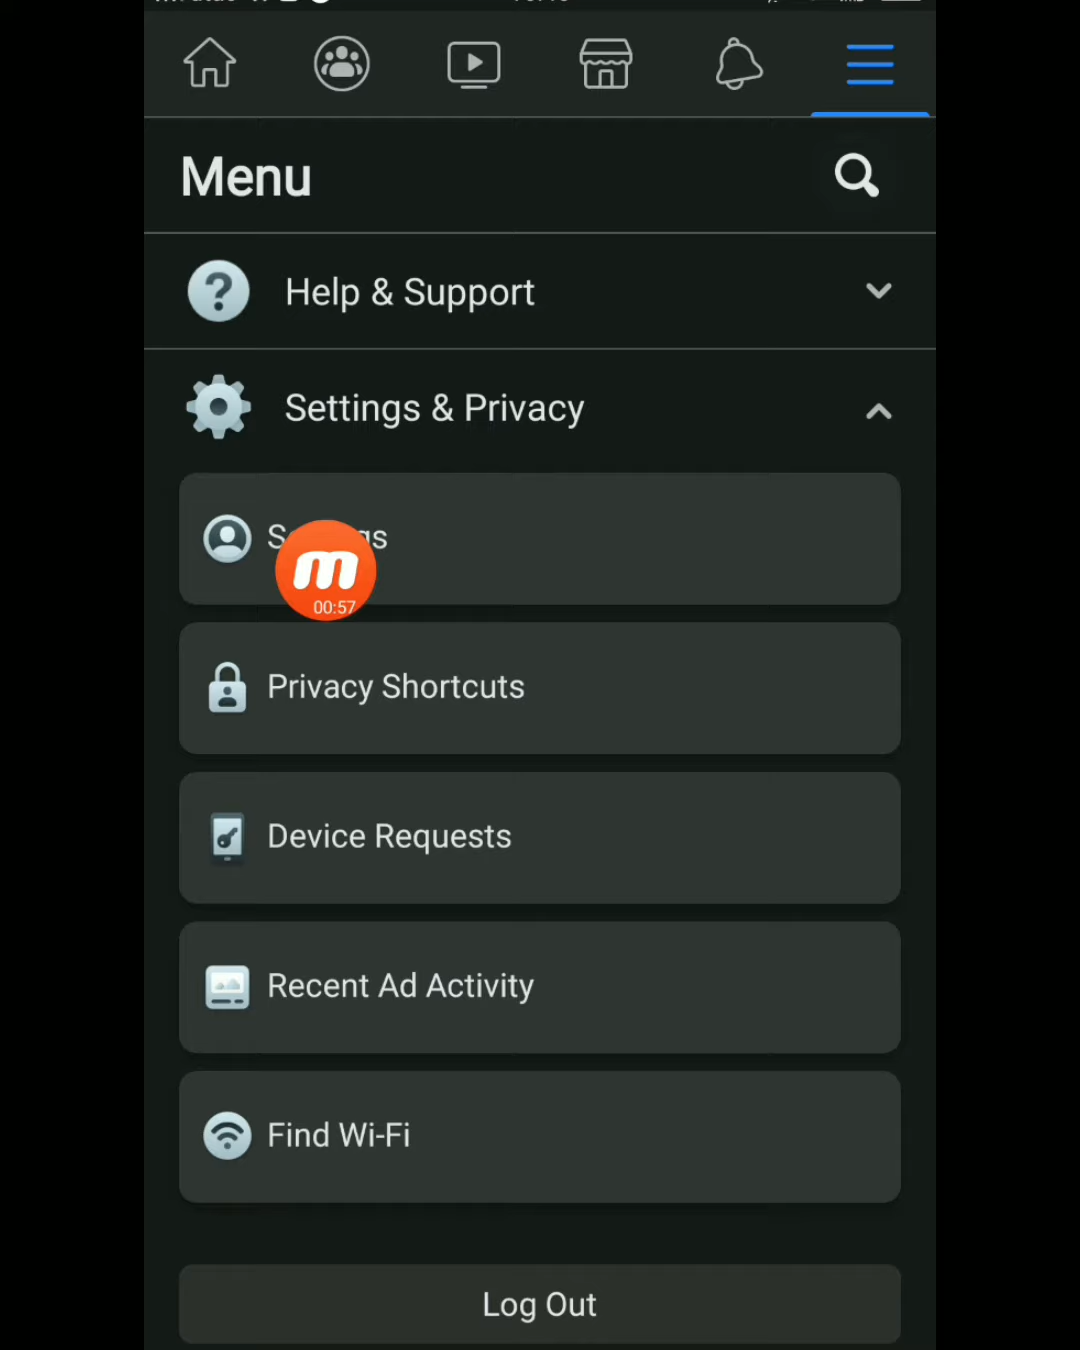 Menu
Help & Support
Settings & Privacy
m
00:57
Privacy Shortcuts
Device Requests
Recent Ad Activity
Find Wi-Fi
Log Out